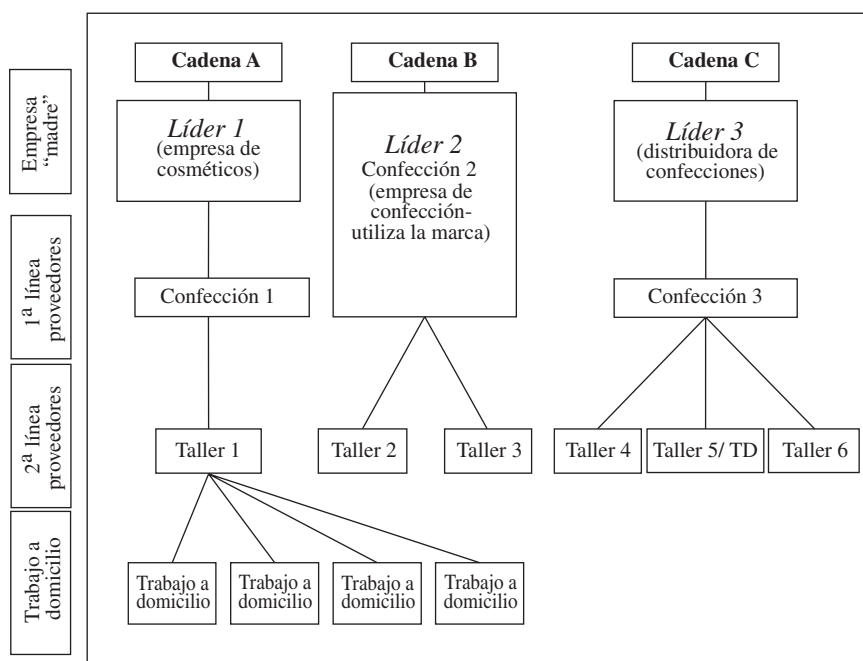 Empresa
“madre”
1ª línea
proveedores
2ª línea
proveedores
Trabajo a
domicilio
Cadena A
Cadena B
Cadena C
Líder 1
(empresa de
cosméticos)
Líder 2
Confección 2
(empresa de
confección-
utiliza la marca)
Líder 3
(distribuidora de
confecciones)
Confección 1
Confección 3
Taller 1
Taller 2
Taller 3
Taller 4
Taller 5/ TD
Taller 6
Trabajo a
domicilio
Trabajo a
domicilio
Trabajo a
domicilio
Trabajo a
domicilio